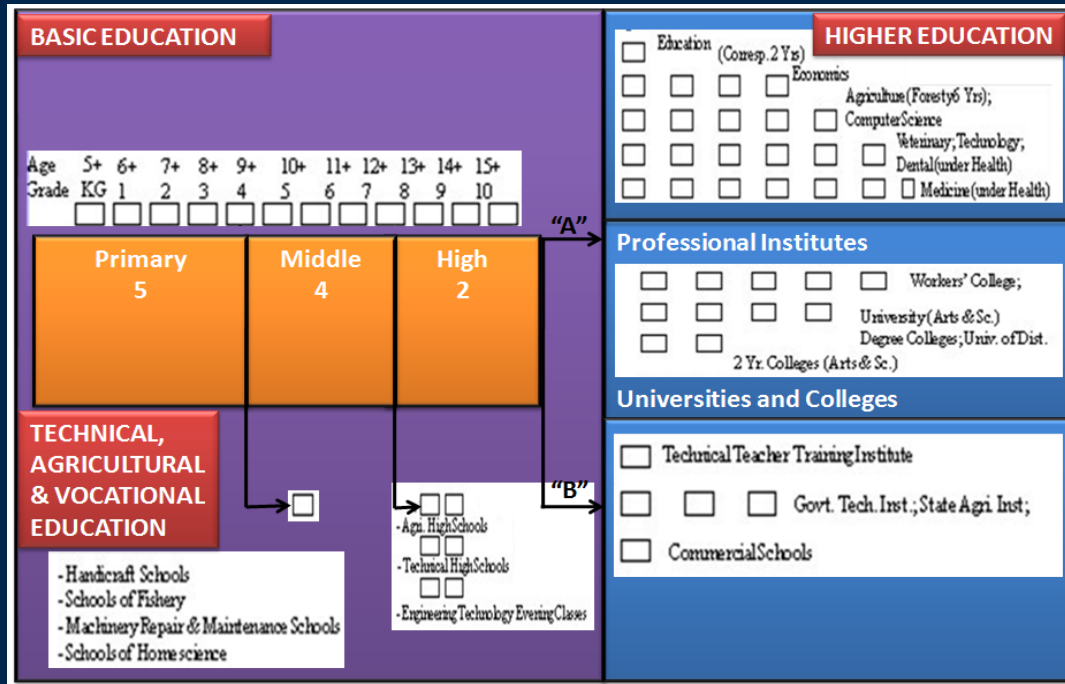 BASIC EDUCATION
Age 5+ 6+ 7+ 8+ 9+ 10+ 11+ 12+ 13+ 14+ 15+
Grade KG 1 2 3 4 5 6 7 8 9 10
Primary
5
Middle
4
High
2
"A"
"B"
TECHNICAL,
AGRICULTURAL
& VOCATIONAL
EDUCATION
- Handicraft Schools
- Schools of Fishery
- Machinery Repair & Maintenance Schools
- Schools of Home science
- Agri. High Schools
- Technical High Schools
- Engineering Technology Evening Classes
HIGHER EDUCATION
Education (Corresp. 2 Yrs)
Economics
Agriculture (Foresty6 Yrs);
Computer Science
Veterinary; Technology;
Dental (under Health)
Medicine (under Health)
Professional Institutes
Workers' College;
University (Arts & Sc.)
Degree Colleges; Univ. of Dist.
2 Yr. Colleges (Arts & Sc.)
Universities and Colleges
Technical Teacher Training Institute
Govt. Tech. Inst.; State Agri. Inst;
Commercial Schools